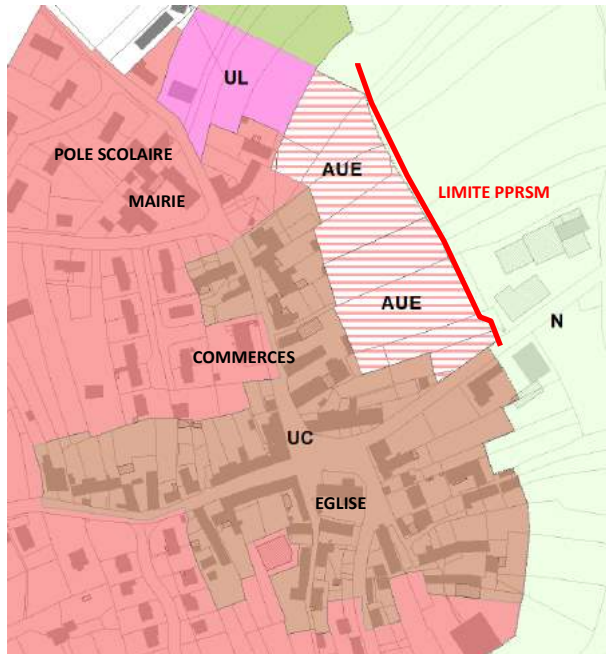 UL
POLE SCOLAIRE
AUE
MAIRIE
LIMITE PPRSM
AUE
N
COMMERCES
UC
EGLISE